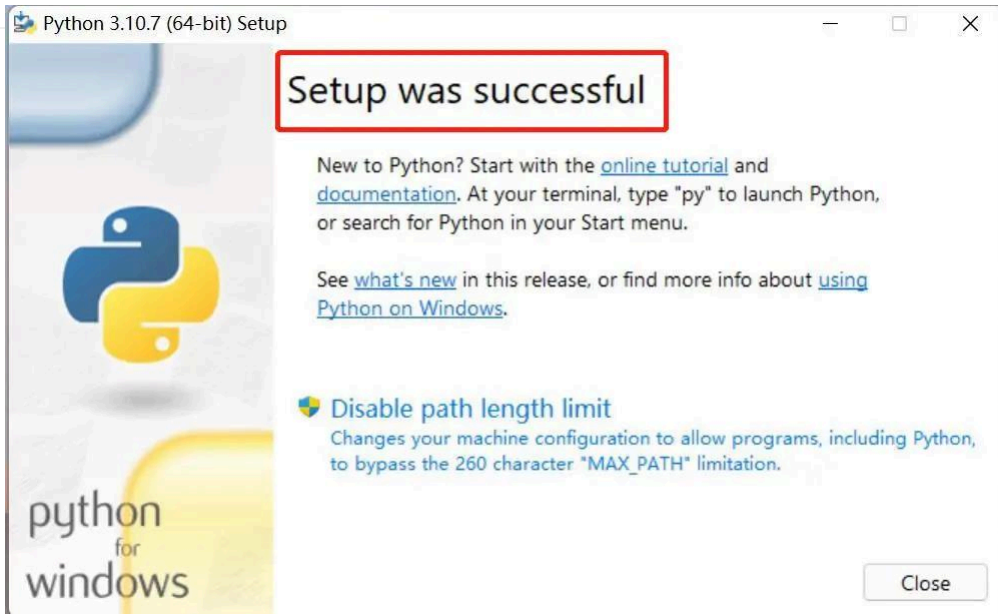 Python 3.10.7 (64-bit) Setup
Setup was successful
New to Python? Start with the online tutorial and
documentation. At your terminal, type "py" to launch Python,
or search for Python in your Start menu.
See what's new in this release, or find more info about using
Python on Windows.
Disable path length limit
Changes your machine configuration to allow programs, including Python,
to bypass the 260 character "MAX_PATH" limitation.
python
for
windows
Close